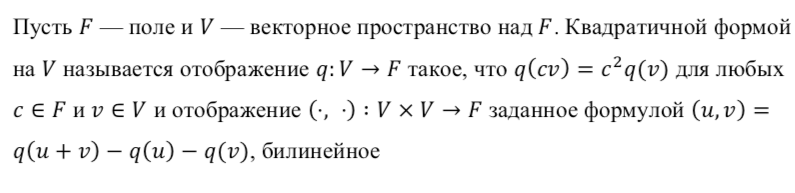 Пусть F — поле и V — векторное пространство над F. Квадратичной формой
на V называется отображение q: V → F такое, что q(cv) = c²q(v) для любых
c ∈ F и v ∈ V и отображение (·, ·) : V × V → F заданное формулой (u, v) =
q(u + v) − q(u) − q(v), билинейное